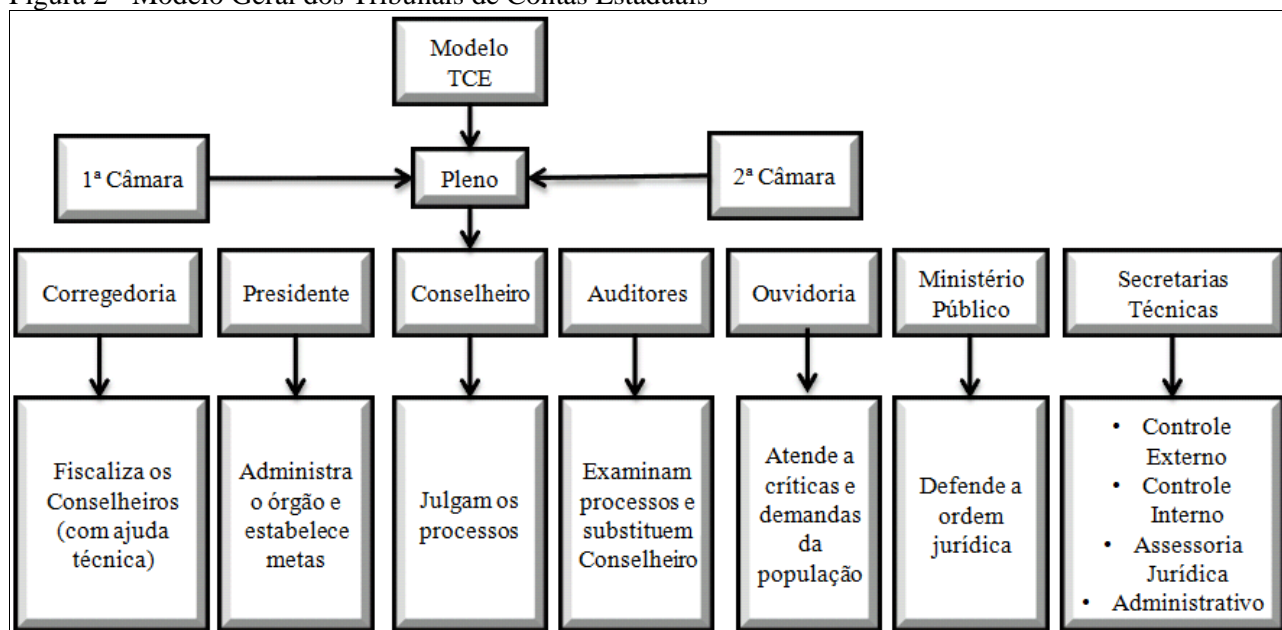 Figura 2 - Modelo Geral dos Tribunais de Contas Estaduais
Modelo
TCE
1ª Câmara
Pleno
2ª Câmara
Corregedoria
Presidente
Conselheiro
Auditores
Ouvidoria
Ministério
Público
Secretarias
Técnicas
Fiscaliza os
Conselheiros
(com ajuda
técnica)
Administra
o órgão e
estabelece
metas
Julgam os
processos
Examinam
processos e
substituem
Conselheiro
Atende a
críticas e
demandas
da
população
Defende a
ordem
jurídica
• Controle
Externo
• Controle
Interno
• Assessoria
Jurídica
• Administrativo